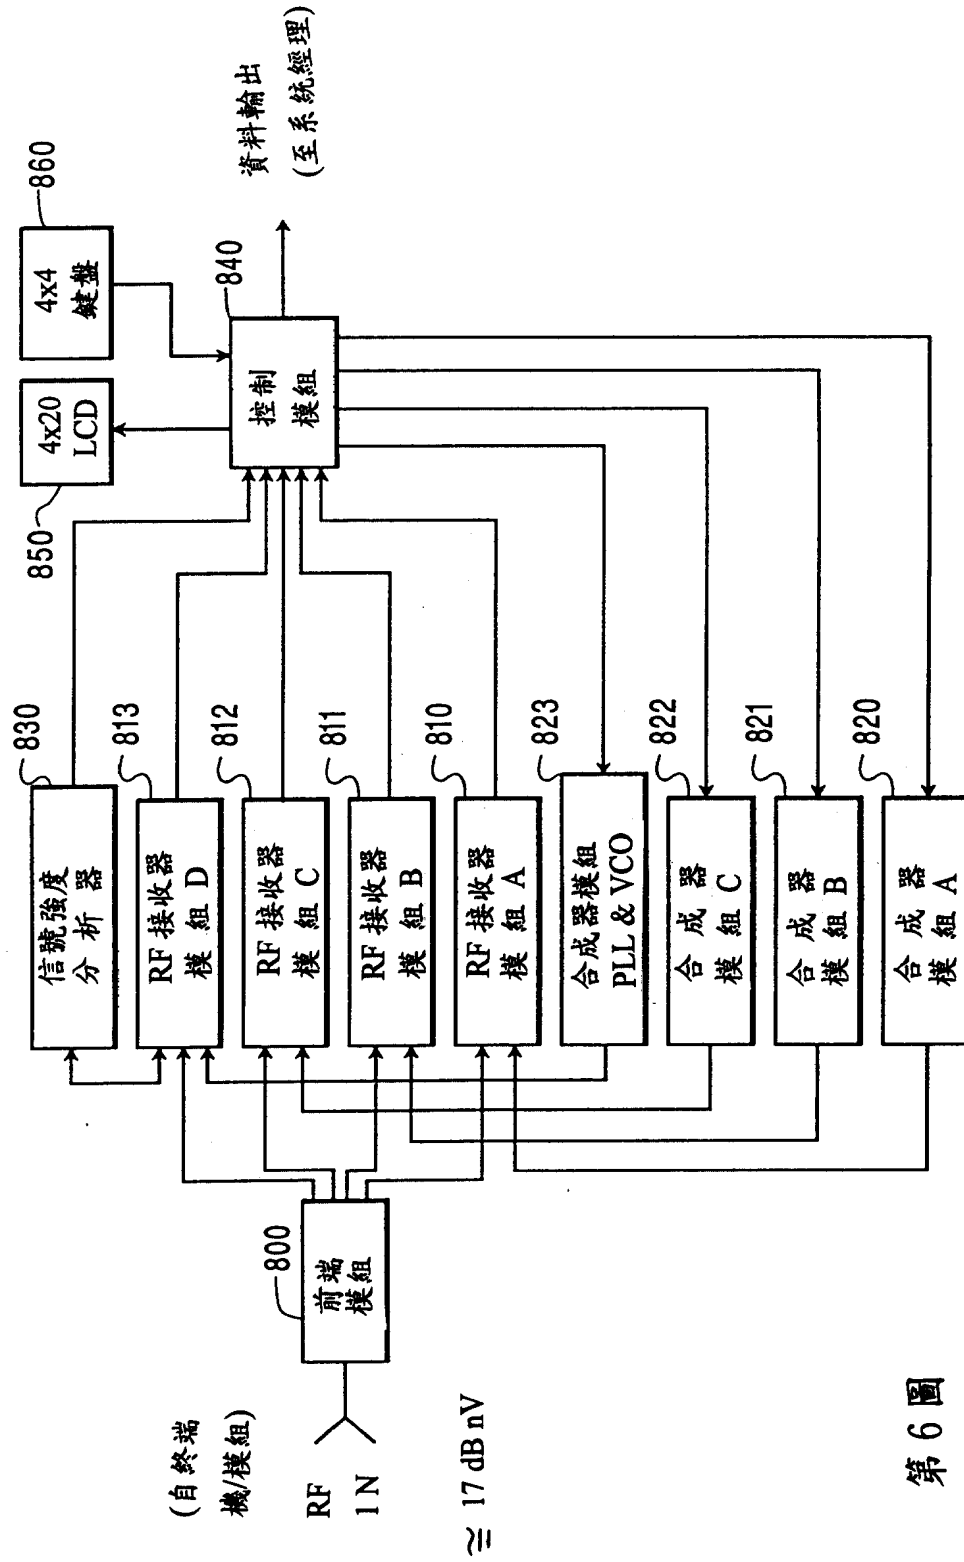 (自終端
機/模組)
RF
1N
≂ 17 dB nV
800
前端
模組
830
信號強度
分析器
813
RF 接收器
模組 D
812
RF 接收器
模組 C
811
RF 接收器
模組 B
810
RF 接收器
模組 A
823
合成器模組
PLL & VCO
822
合成器
模組 C
821
合成器
模組 B
820
合成器
模組 A
850
4x20
LCD
860
4x4
鍵盤
840
控制
模組
資料輸出
(至系統經理)
第 6 圖